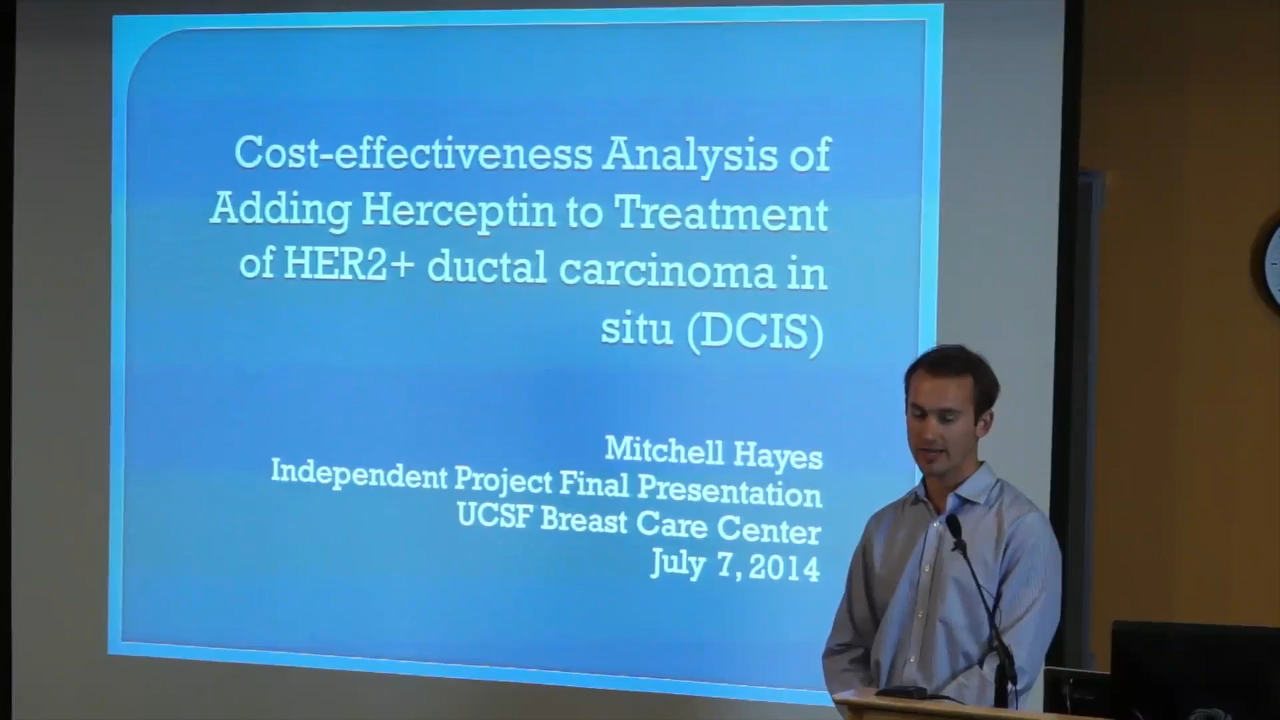 Cost-effectiveness Analysis of
Adding Herceptin to Treatment
of HER2+ ductal carcinoma in
situ (DCIS)
Mitchell Hayes
Independent Project Final Presentation
UCSF Breast Care Center
July 7, 2014